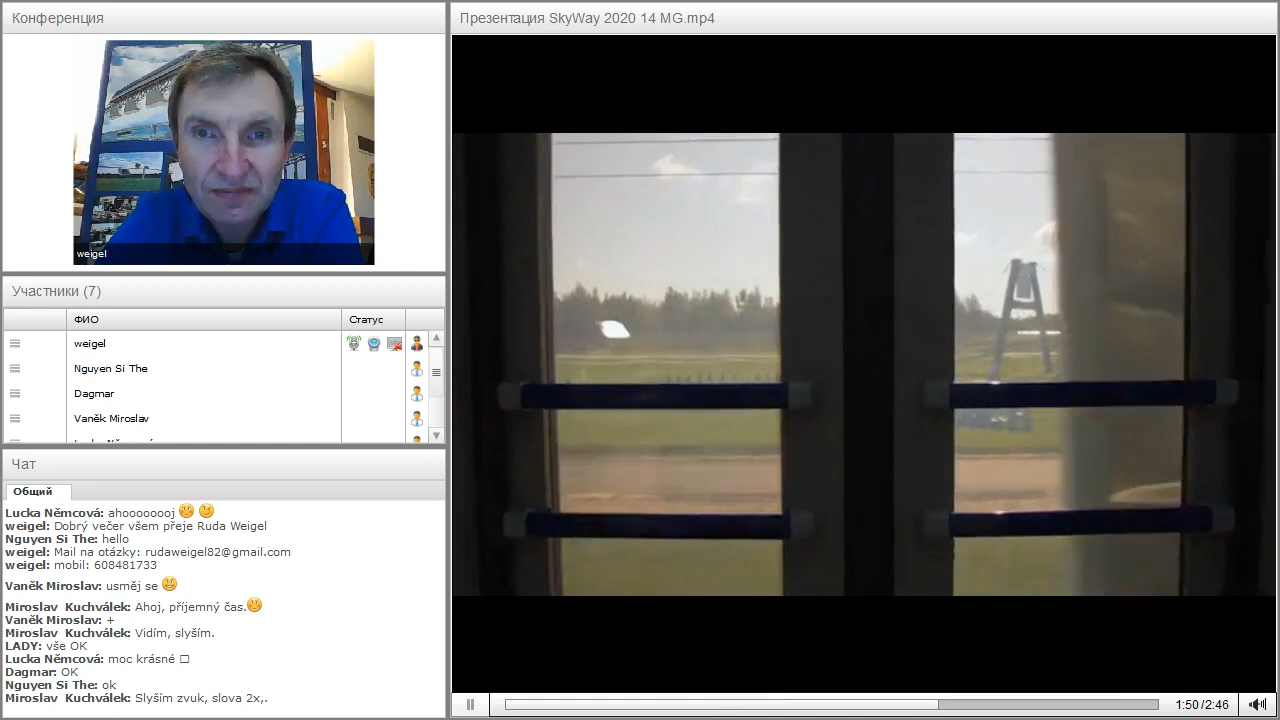 Конференция
weigel
Участники (7)
ФИО Статус
weigel
Nguyen Si The
Dagmar
Vaněk Miroslav
Чат
Общий
Lucka Němcová: ahoooooooj
weigel: Dobrý večer všem přeje Ruda Weigel
Nguyen Si The: hello
weigel: Mail na otázky: rudaweigel82@gmail.com
weigel: mobil: 608481733
Vaněk Miroslav: usměj se
Miroslav Kuchválek: Ahoj, příjemný čas.
Vaněk Miroslav: +
Miroslav Kuchválek: Vidím, slyším.
LADY: vše OK
Lucka Němcová: moc krásné
Dagmar: OK
Nguyen Si The: ok
Miroslav Kuchválek: Slyším zvuk, slova 2x,.
Презентация SkyWay 2020 14 MG.mp4
1:50/2:46